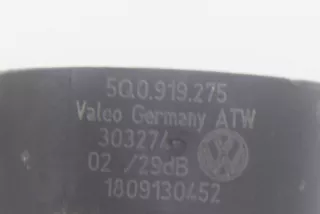 5Q0.919.275
Valeo Germany ATW
303274-
02 /29dB
1809130452